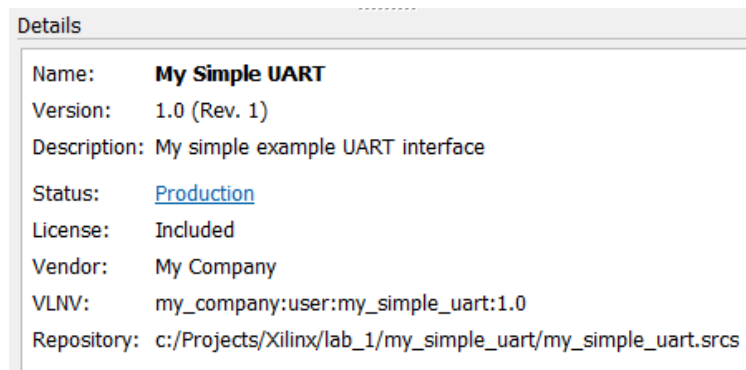 Details
Name: My Simple UART
Version: 1.0 (Rev. 1)
Description: My simple example UART interface
Status: Production
License: Included
Vendor: My Company
VLNV: my_company:user:my_simple_uart:1.0
Repository: c:/Projects/Xilinx/lab_1/my_simple_uart/my_simple_uart.srcs